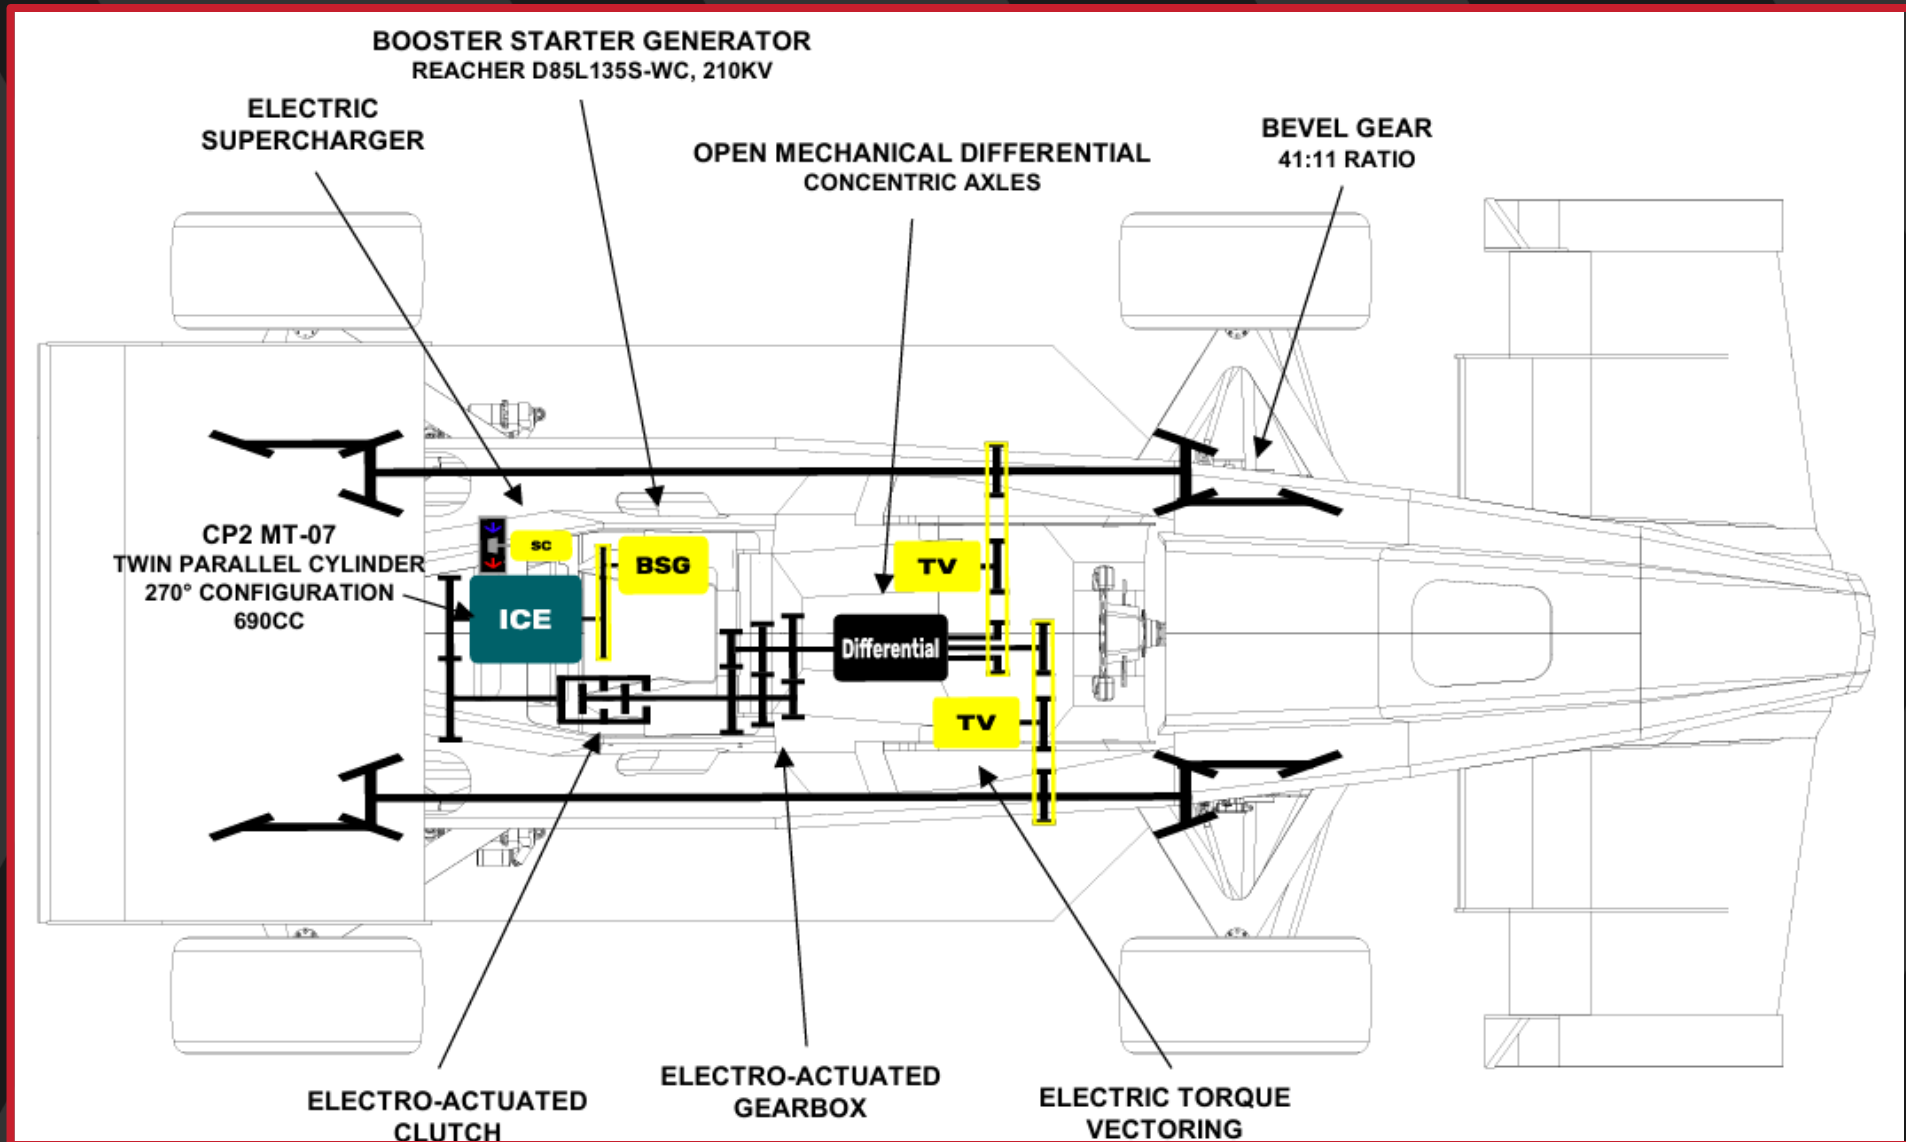 BOOSTER STARTER GENERATOR
REACHER D85L135S-WC, 210KV
ELECTRIC
SUPERCHARGER
OPEN MECHANICAL DIFFERENTIAL
CONCENTRIC AXLES
BEVEL GEAR
41:11 RATIO
CP2 MT-07
TWIN PARALLEL CYLINDER
270° CONFIGURATION
690CC
SC
BSG
ICE
TV
Differential
TV
ELECTRO-ACTUATED
CLUTCH
ELECTRO-ACTUATED
GEARBOX
ELECTRIC TORQUE
VECTORING